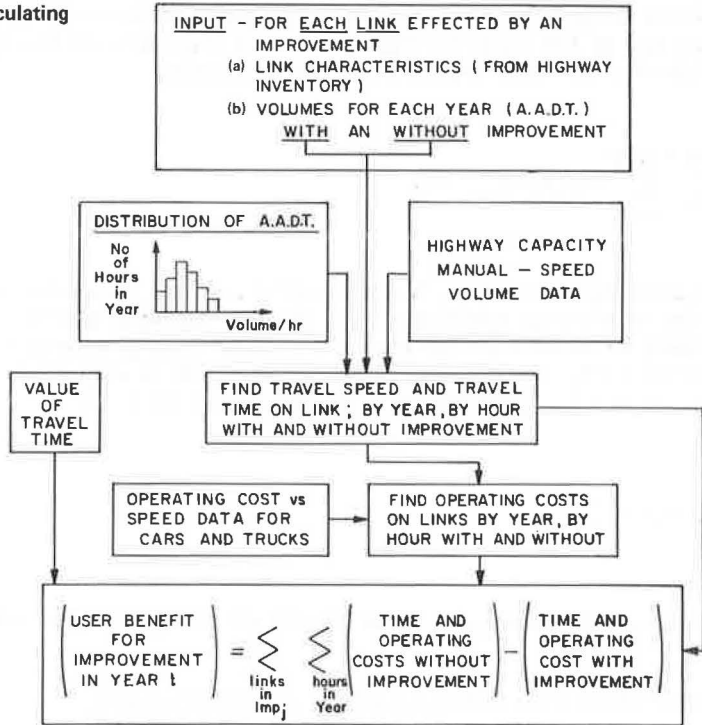 culating
INPUT - FOR EACH LINK EFFECTED BY AN
IMPROVEMENT
(a) LINK CHARACTERISTICS ( FROM HIGHWAY
INVENTORY )
(b) VOLUMES FOR EACH YEAR ( A.A.D.T. )
WITH AN WITHOUT IMPROVEMENT
DISTRIBUTION OF A.A.D.T.
No
of
Hours
in
Year
Volume/hr
HIGHWAY CAPACITY
MANUAL – SPEED
VOLUME DATA
VALUE
OF
TRAVEL
TIME
FIND TRAVEL SPEED AND TRAVEL
TIME ON LINK ; BY YEAR, BY HOUR
WITH AND WITHOUT IMPROVEMENT
OPERATING COST vs
SPEED DATA FOR
CARS AND TRUCKS
FIND OPERATING COSTS
ON LINKS BY YEAR, BY
HOUR WITH AND WITHOUT
USER BENEFIT
FOR
IMPROVEMENT
IN YEAR t
=
Σ
links
in
Impj
Σ
hours
in
Year
TIME AND
OPERATING
COSTS WITHOUT
IMPROVEMENT
–
TIME AND
OPERATING
COST WITH
IMPROVEMENT